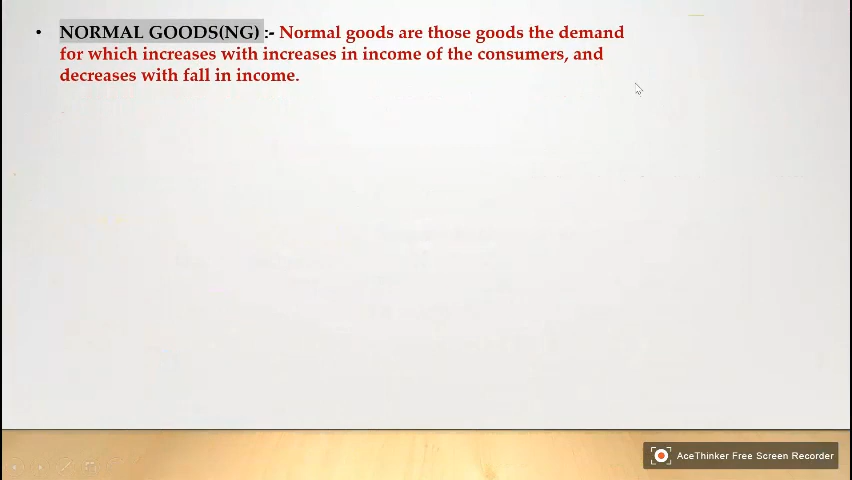 • NORMAL GOODS(NG) :- Normal goods are those goods the demand
for which increases with increases in income of the consumers, and
decreases with fall in income.
AceThinker Free Screen Recorder